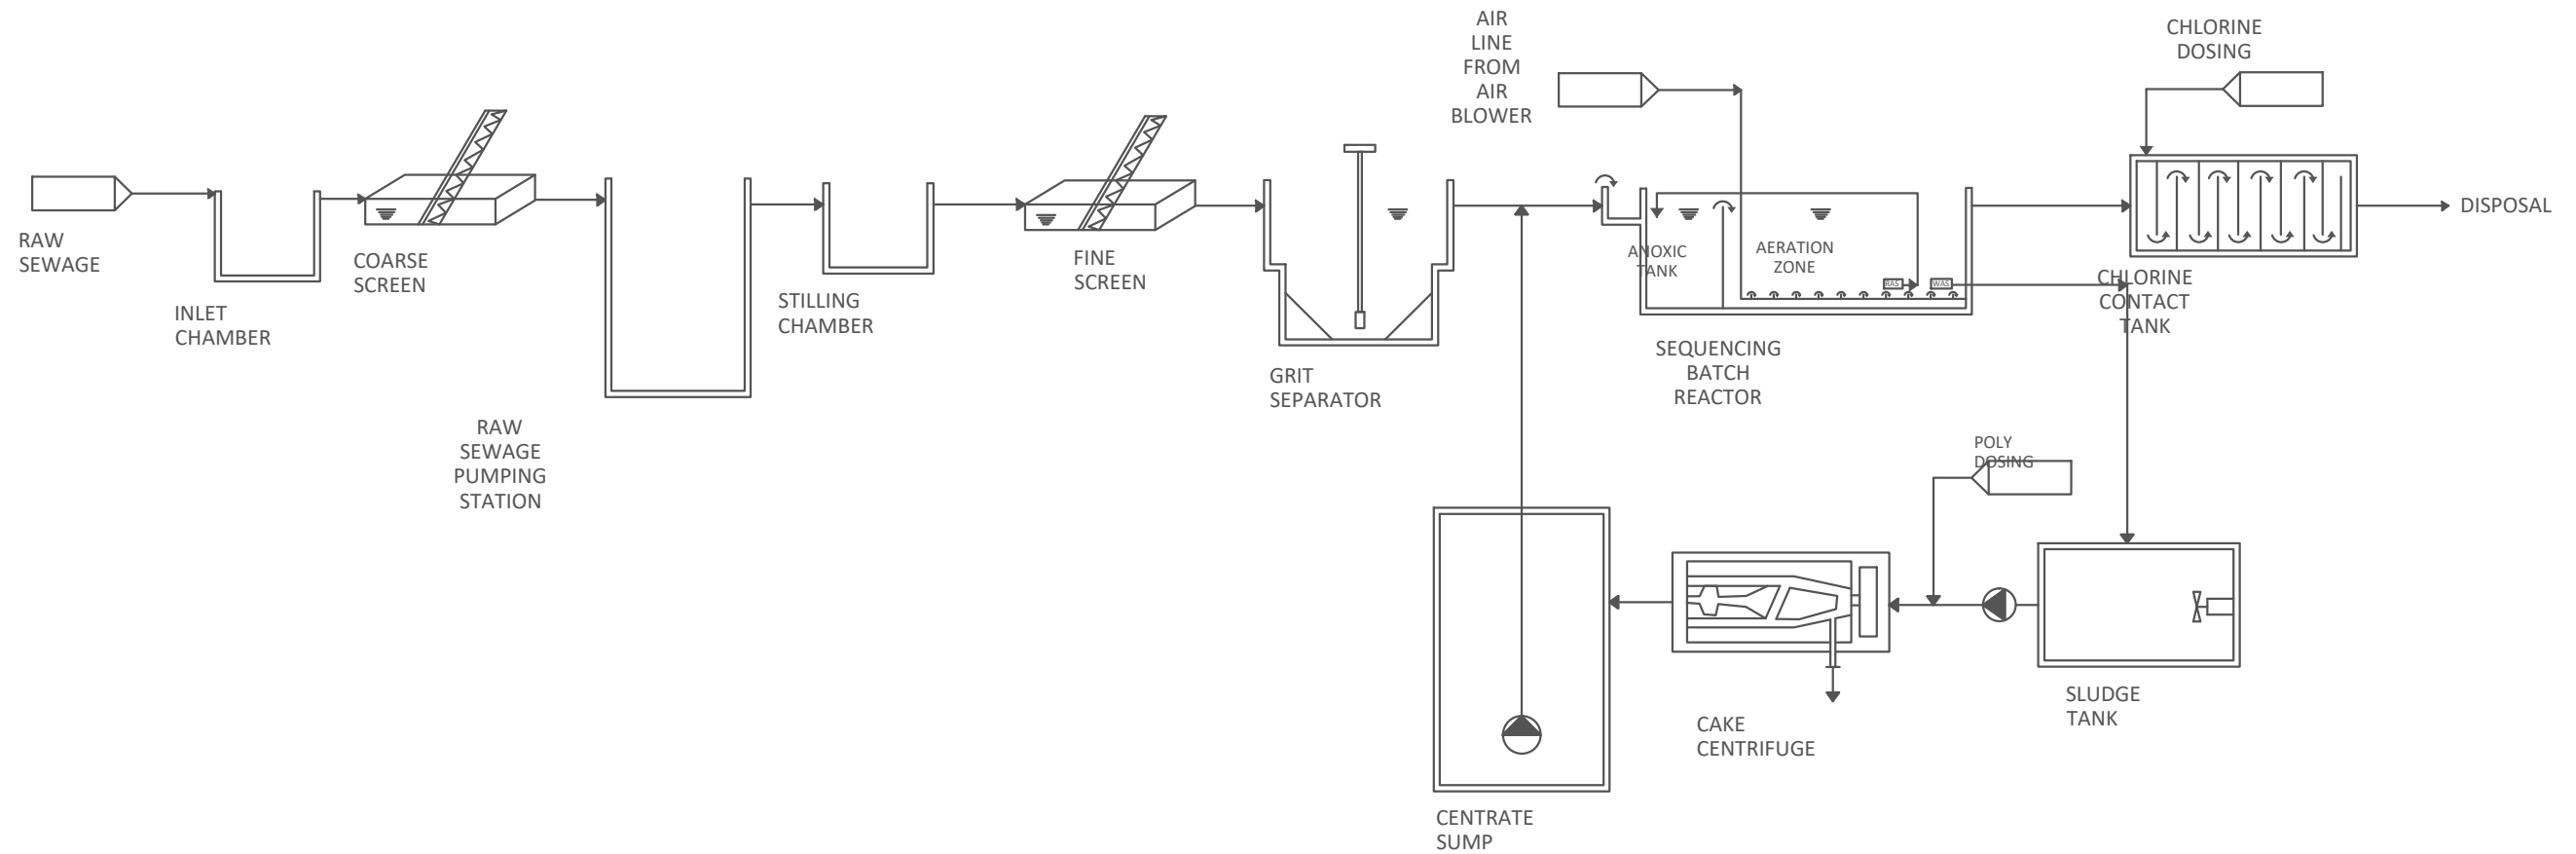 AIR
LINE
FROM
AIR
BLOWER
CHLORINE
DOSING
RAW
SEWAGE
INLET
CHAMBER
COARSE
SCREEN
RAW
SEWAGE
PUMPING
STATION
STILLING
CHAMBER
FINE
SCREEN
GRIT
SEPARATOR
ANOXIC
TANK
AERATION
ZONE
RAS
WAS
SEQUENCING
BATCH
REACTOR
CHLORINE
CONTACT
TANK
DISPOSAL
POLY
DOSING
SLUDGE
TANK
CAKE
CENTRIFUGE
CENTRATE
SUMP